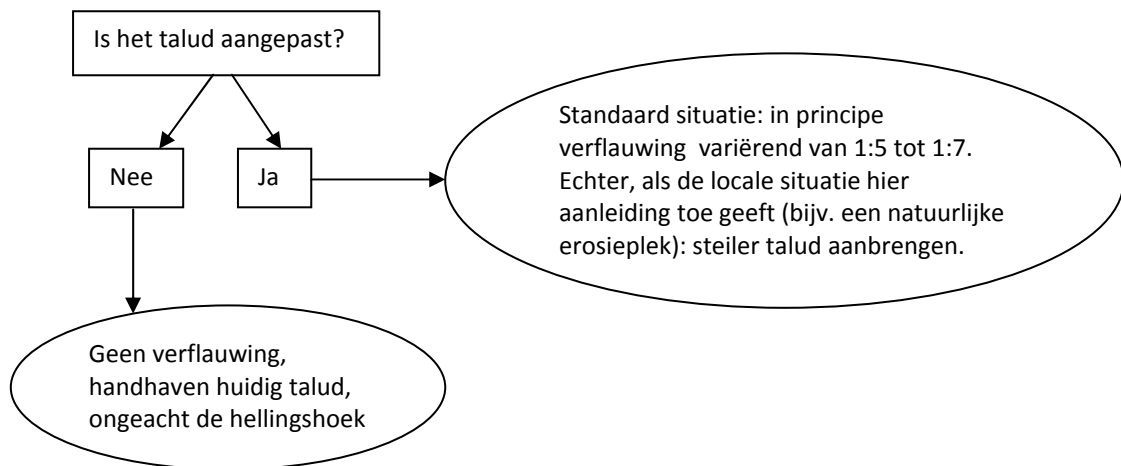 Is het talud aangepast?
Nee
Ja
Standaard situatie: in principe
verflauwing variërend van 1:5 tot 1:7.
Echter, als de locale situatie hier
aanleiding toe geeft (bijv. een natuurlijke
erosieplek): steiler talud aanbrengen.
Geen verflauwing,
handhaven huidig talud,
ongeacht de hellingshoek